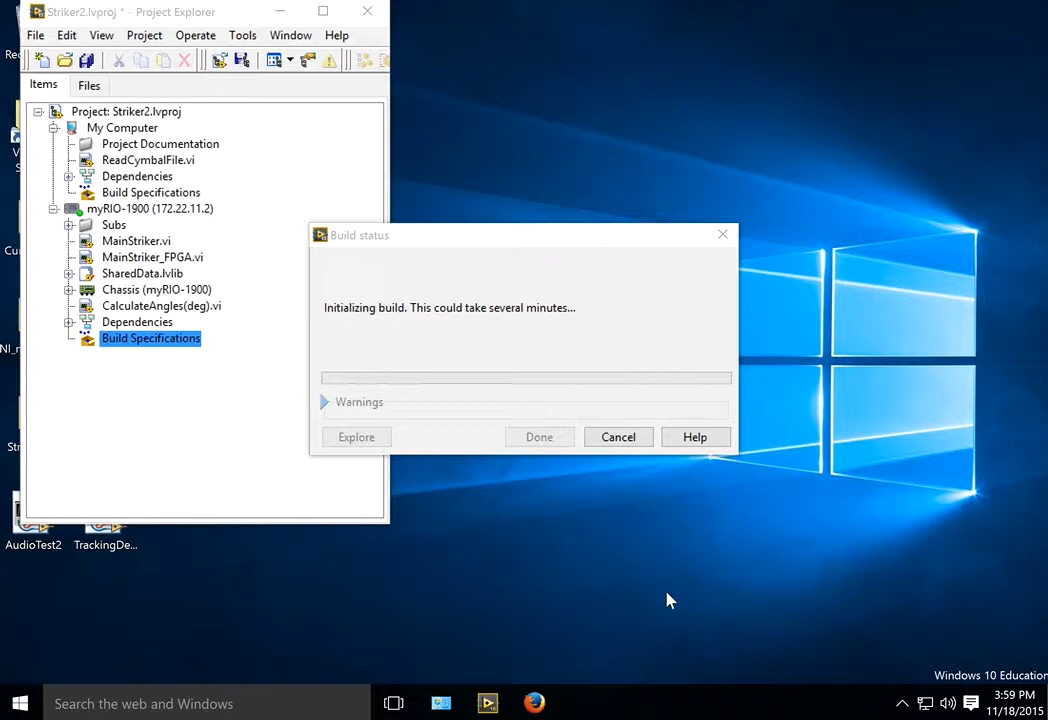 Striker2.lvproj * - Project Explorer
File Edit View Project Operate Tools Window Help
Items Files
Project: Striker2.lvproj
My Computer
Project Documentation
ReadCymbalFile.vi
Dependencies
Build Specifications
myRIO-1900 (172.22.11.2)
Subs
MainStriker.vi
MainStriker_FPGA.vi
SharedData.lvlib
Chassis (myRIO-1900)
CalculateAngles(deg).vi
Dependencies
Build Specifications
Build status
Initializing build. This could take several minutes...
Warnings
Explore Done Cancel Help
AudioTest2 TrackingDe...
Windows 10 Education
Search the web and Windows
3:59 PM
11/18/2015